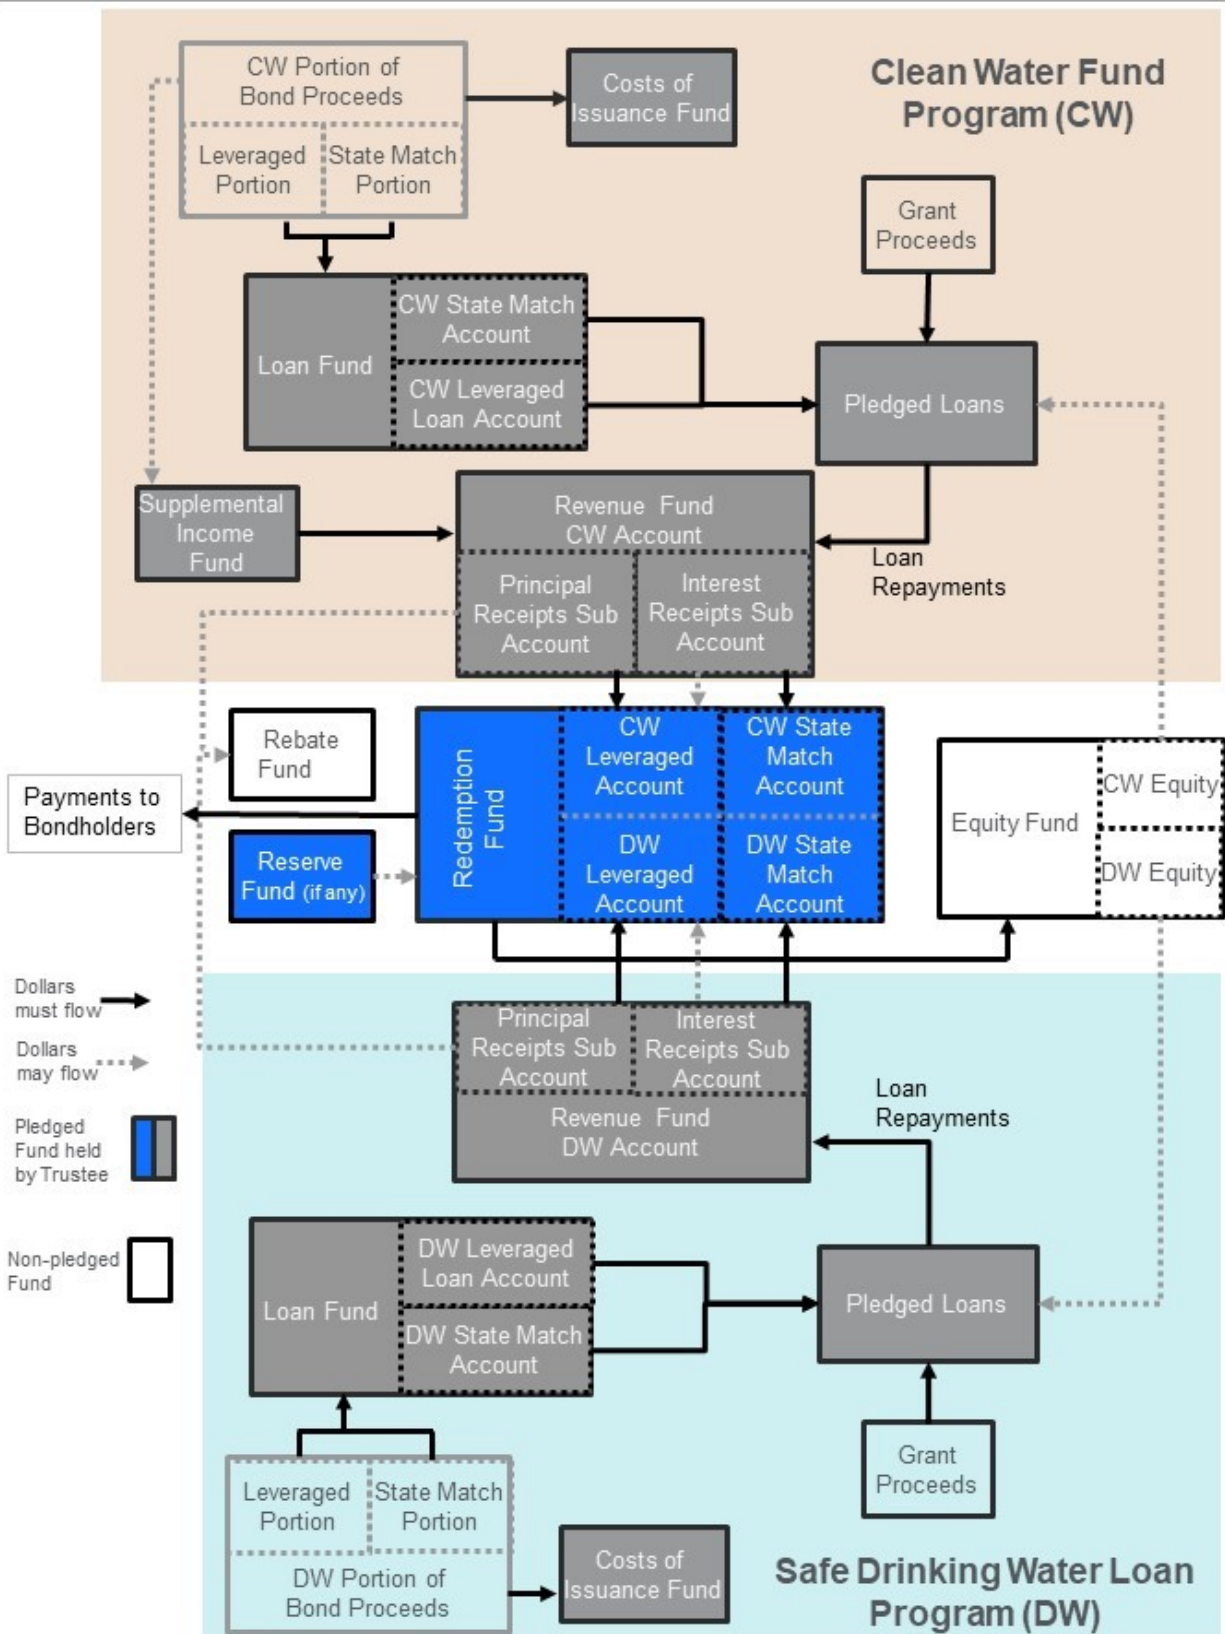 CW Portion of
Bond Proceeds
Leveraged
Portion
State Match
Portion
Costs of
Issuance Fund
Clean Water Fund
Program (CW)
Grant
Proceeds
Loan Fund
CW State Match
Account
CW Leveraged
Loan Account
Pledged Loans
Supplemental
Income
Fund
Revenue Fund
CW Account
Principal
Receipts Sub
Account
Interest
Receipts Sub
Account
Loan
Repayments
Rebate
Fund
Payments to
Bondholders
Reserve
Fund (if any)
Redemption
Fund
CW
Leveraged
Account
CW State
Match
Account
DW
Leveraged
Account
DW State
Match
Account
Equity Fund
CW Equity
DW Equity
Dollars
must flow
Dollars
may flow
Pledged
Fund held
by Trustee
Non-pledged
Fund
Principal
Receipts Sub
Account
Interest
Receipts Sub
Account
Revenue Fund
DW Account
Loan
Repayments
Loan Fund
DW Leveraged
Loan Account
DW State Match
Account
Pledged Loans
Grant
Proceeds
Leveraged
Portion
State Match
Portion
DW Portion of
Bond Proceeds
Costs of
Issuance Fund
Safe Drinking Water Loan
Program (DW)